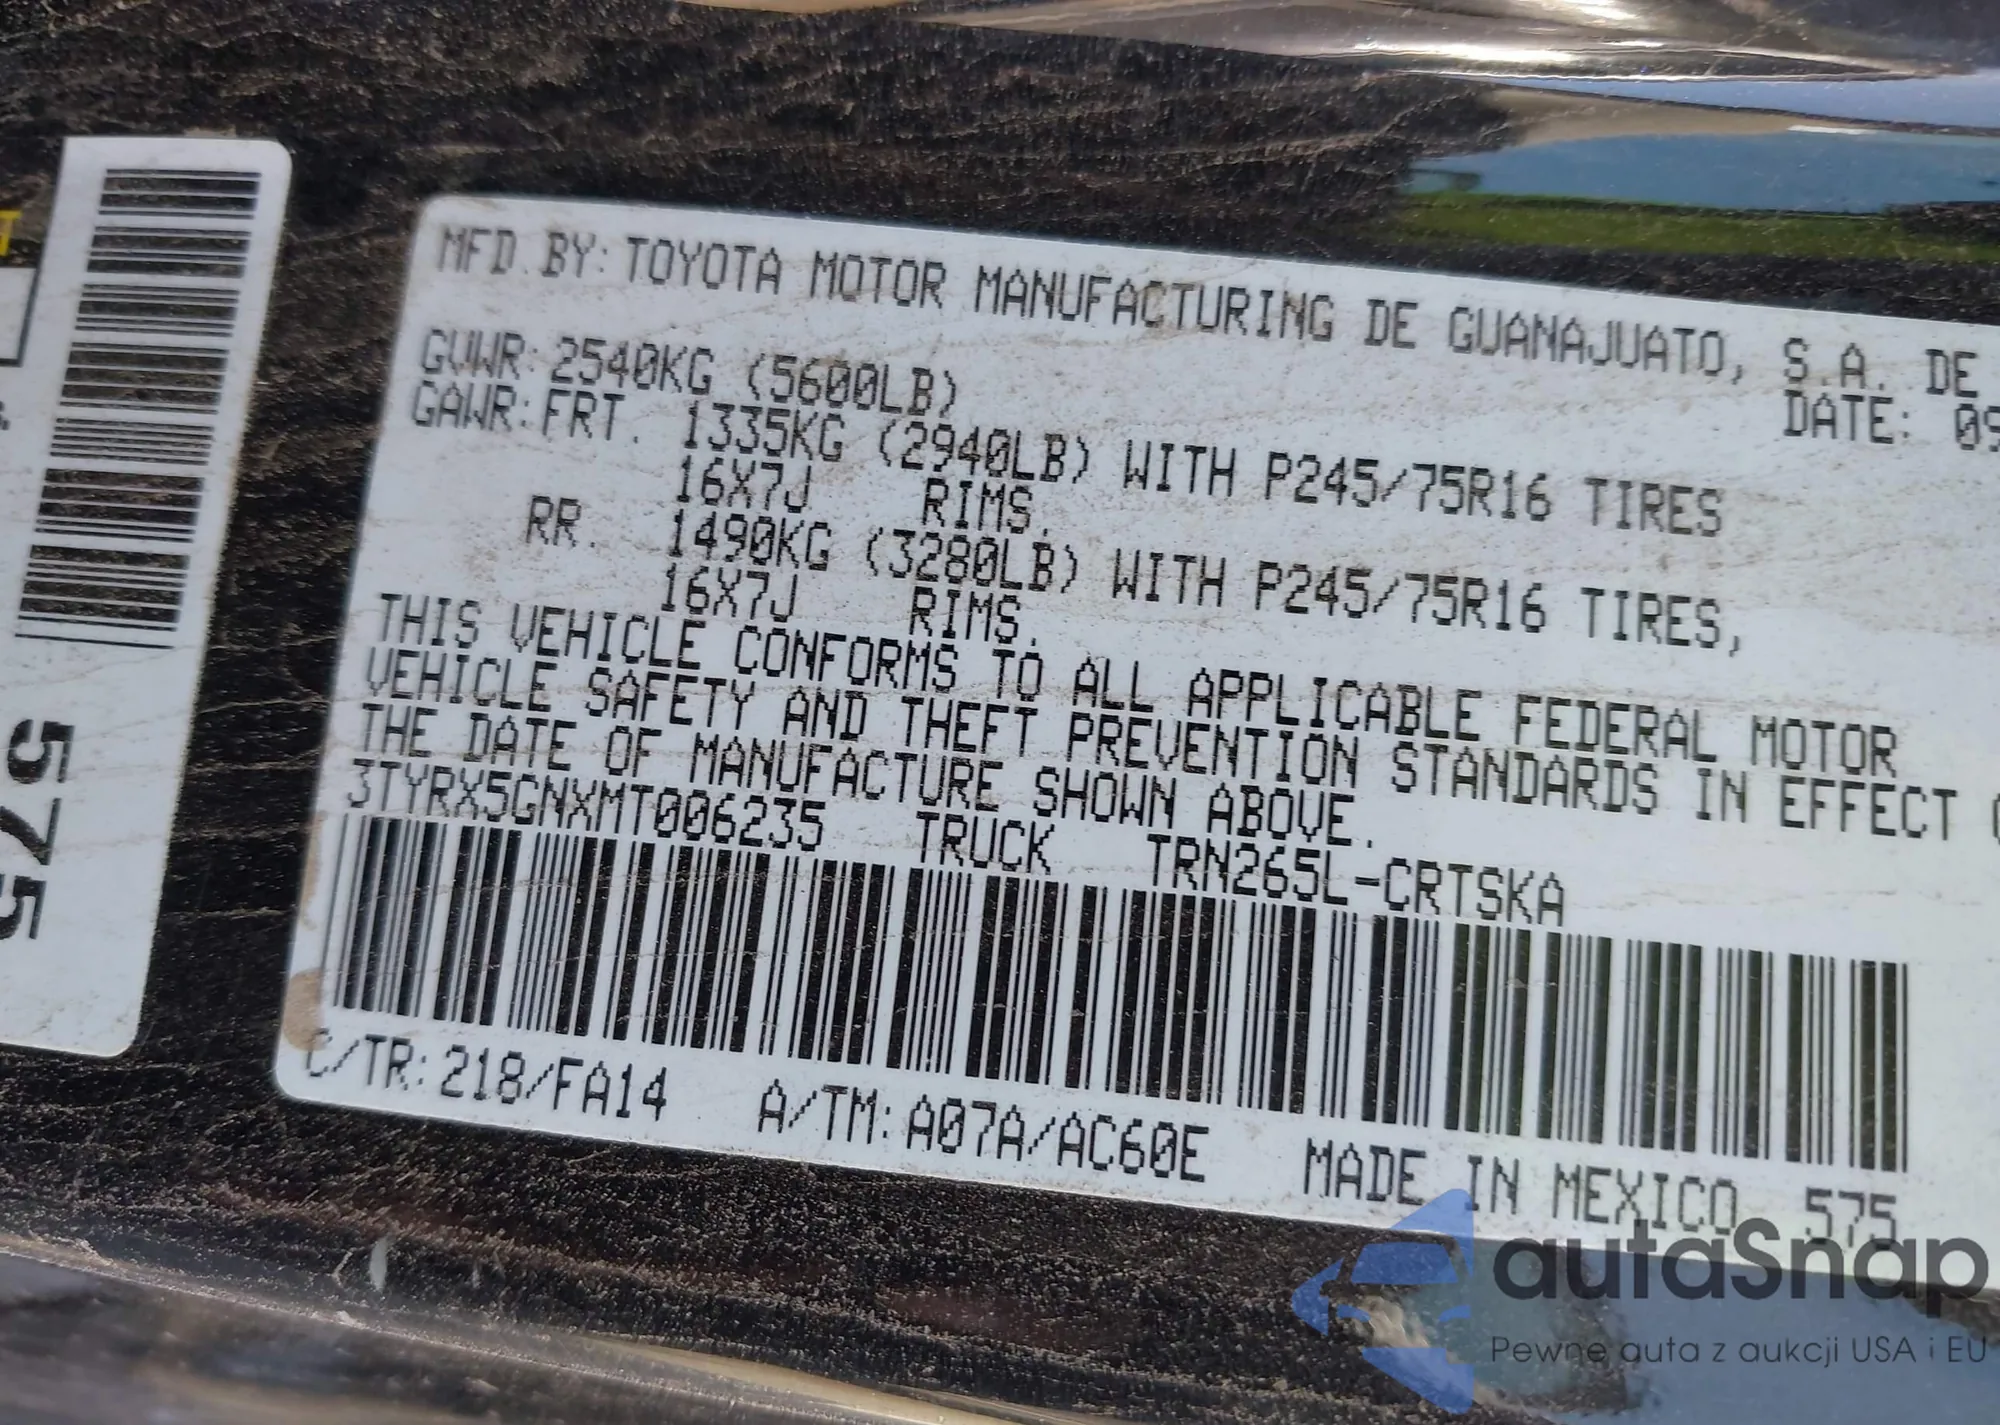 MFD. BY: TOYOTA MOTOR MANUFACTURING DE GUANAJUATO, S.A. DE
DATE: 09
GVWR: 2540KG (5600LB)
GAWR: FRT. 1335KG (2940LB) WITH P245/75R16 TIRES
16X7J RIMS.
RR. 1490KG (3280LB) WITH P245/75R16 TIRES,
16X7J RIMS.
THIS VEHICLE CONFORMS TO ALL APPLICABLE FEDERAL MOTOR
VEHICLE SAFETY AND THEFT PREVENTION STANDARDS IN EFFECT
THE DATE OF MANUFACTURE SHOWN ABOVE.
3TYRX5GNXMT006235 TRUCK TRN265L-CRTSKA
C/TR: 218/FA14 A/TM: A07A/AC60E MADE IN MEXICO 575
575
autaSnap
Pewne auta z aukcji USA i EU